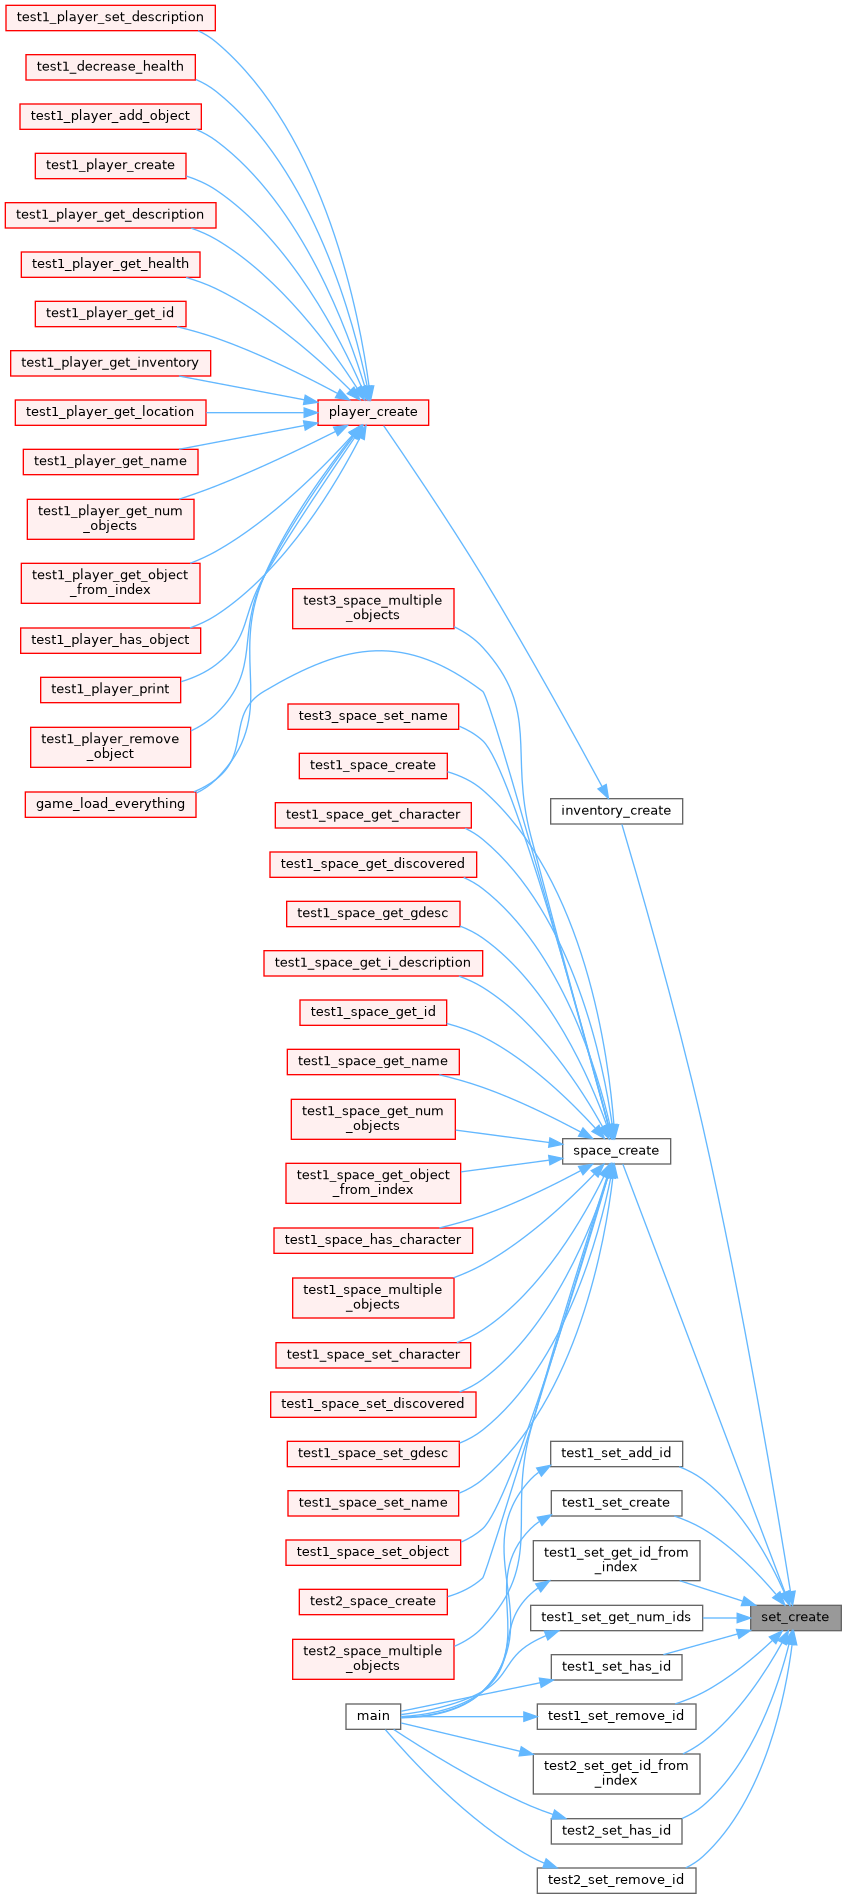 test1_player_set_description
test1_decrease_health
test1_player_add_object
test1_player_create
test1_player_get_description
test1_player_get_health
test1_player_get_id
test1_player_get_inventory
test1_player_get_location
player_create
test1_player_get_name
test1_player_get_num
_objects
test1_player_get_object
_from_index
test3_space_multiple
_objects
test1_player_has_object
test1_player_print
test3_space_set_name
test1_player_remove
_object
test1_space_create
game_load_everything
inventory_create
test1_space_get_character
test1_space_get_discovered
test1_space_get_gdesc
test1_space_get_i_description
test1_space_get_id
test1_space_get_name
test1_space_get_num
_objects
space_create
test1_space_get_object
_from_index
test1_space_has_character
test1_space_multiple
_objects
test1_space_set_character
test1_space_set_discovered
test1_space_set_gdesc
test1_set_add_id
test1_space_set_name
test1_set_create
test1_space_set_object
test1_set_get_id_from
_index
test2_space_create
test1_set_get_num_ids
set_create
test2_space_multiple
_objects
test1_set_has_id
main
test1_set_remove_id
test2_set_get_id_from
_index
test2_set_has_id
test2_set_remove_id